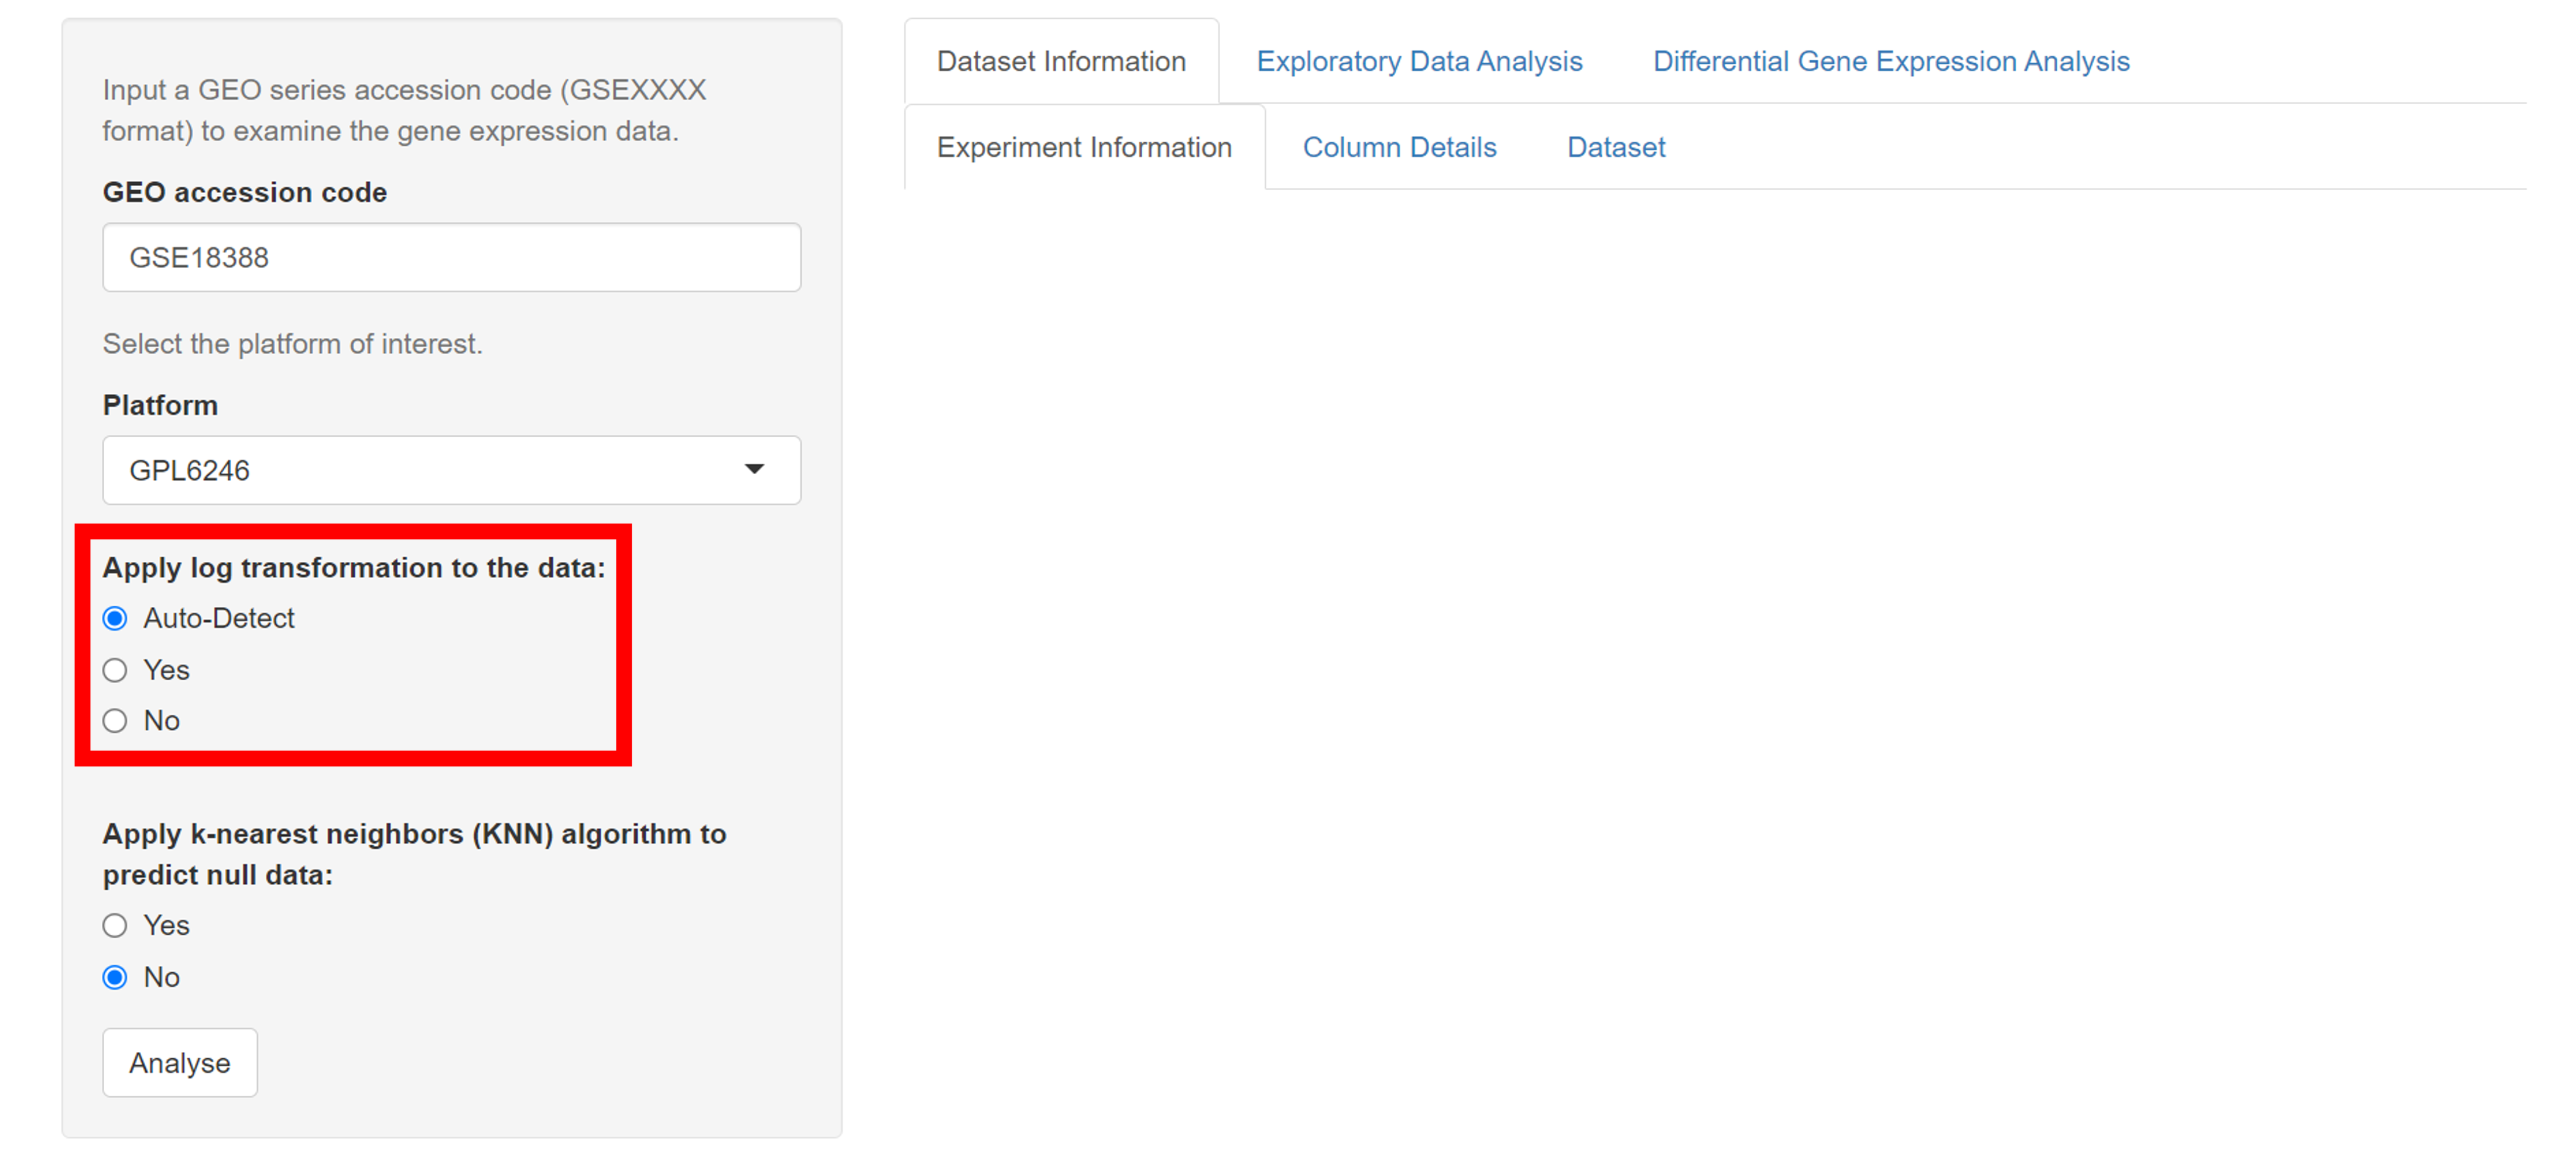 Input a GEO series accession code (GSEXXXX
format) to examine the gene expression data.
GEO accession code
GSE18388
Select the platform of interest.
Platform
GPL6246
Apply log transformation to the data:
Auto-Detect
Yes
No
Apply k-nearest neighbors (KNN) algorithm to
predict null data:
Yes
No
Analyse
Dataset Information Exploratory Data Analysis Differential Gene Expression Analysis
Experiment Information Column Details Dataset